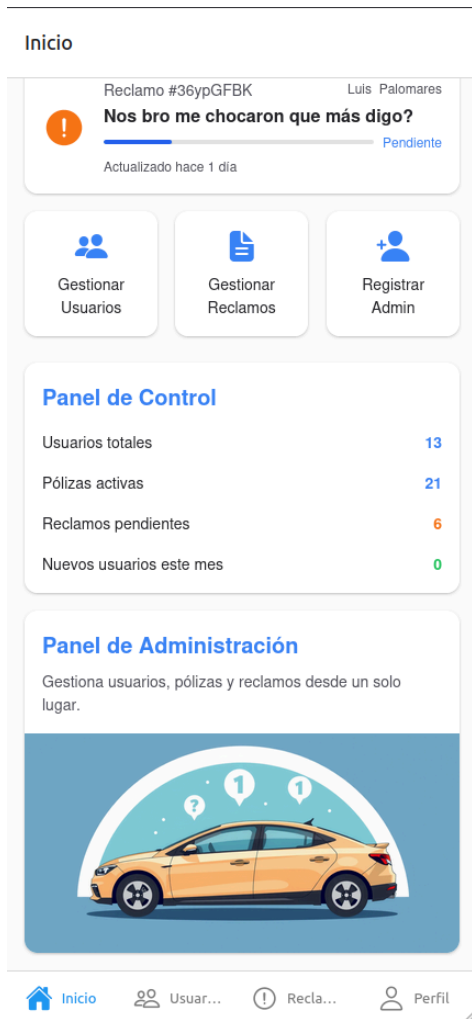 Inicio
Reclamo #36ypGFBK Luis Palomares
Nos bro me chocaron que más digo?
Pendiente
Actualizado hace 1 día
Gestionar Usuarios
Gestionar Reclamos
Registrar Admin
Panel de Control
Usuarios totales 13
Pólizas activas 21
Reclamos pendientes 6
Nuevos usuarios este mes 0
Panel de Administración
Gestiona usuarios, pólizas y reclamos desde un solo
lugar.
? 1 1
Inicio Usuar... Recla... Perfil